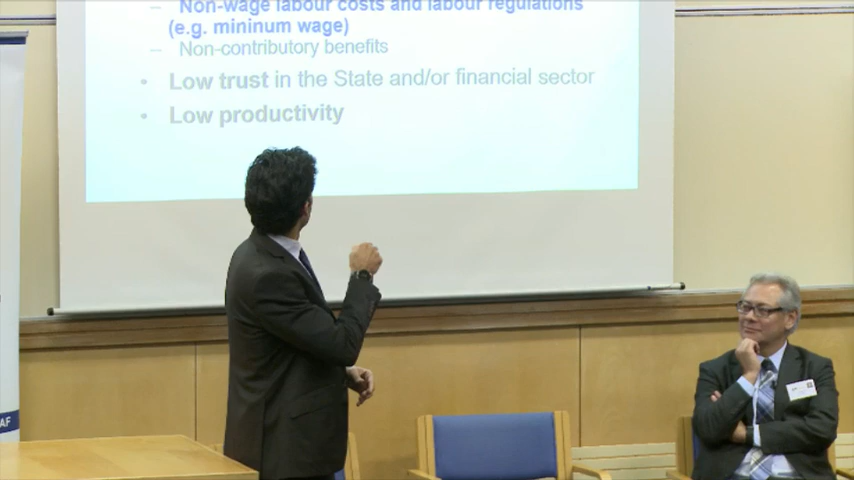 – Non-wage labour costs and labour regulations
(e.g. mininum wage)
– Non-contributory benefits
• Low trust in the State and/or financial sector
• Low productivity
AF